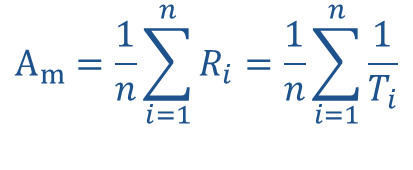 A_m = \frac{1}{n} \sum_{i=1}^{n} R_i = \frac{1}{n} \sum_{i=1}^{n} \frac{1}{T_i}